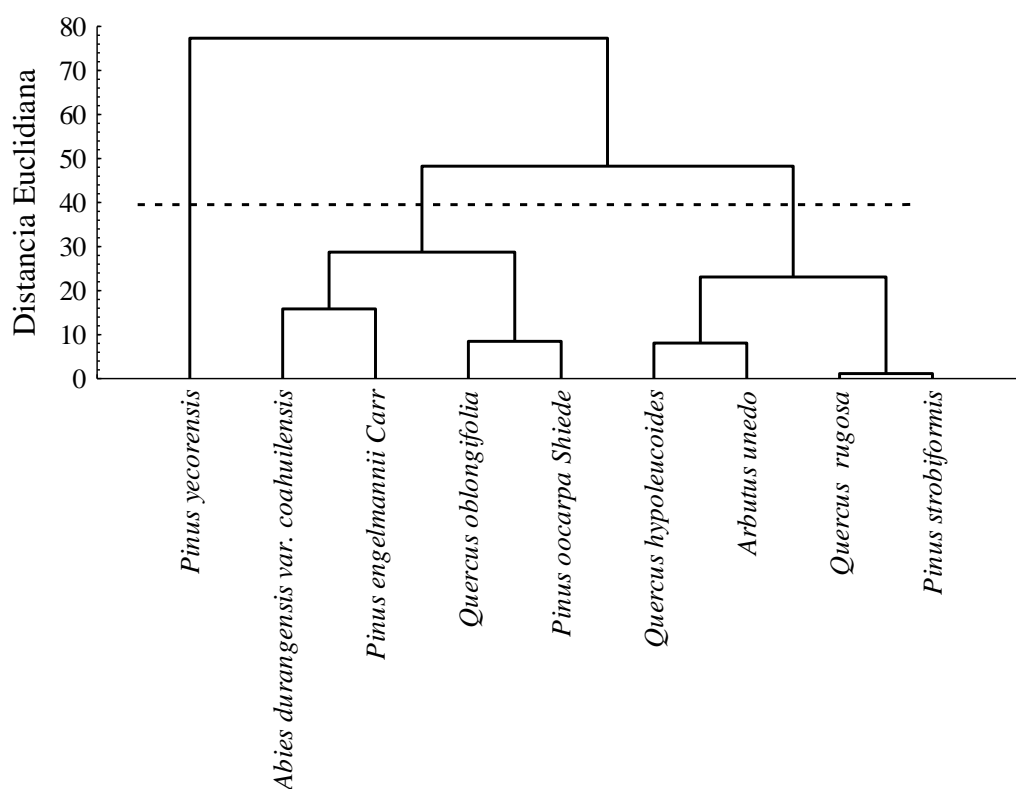 80
70
60
50
40
30
20
10
0
Distancia Euclidiana
Pinus yecorensis
Abies durangensis var. coahuilensis
Pinus engelmannii Carr
Quercus oblongifolia
Pinus oocarpa Shiede
Quercus hypoleucoides
Arbutus unedo
Quercus rugosa
Pinus strobiformis